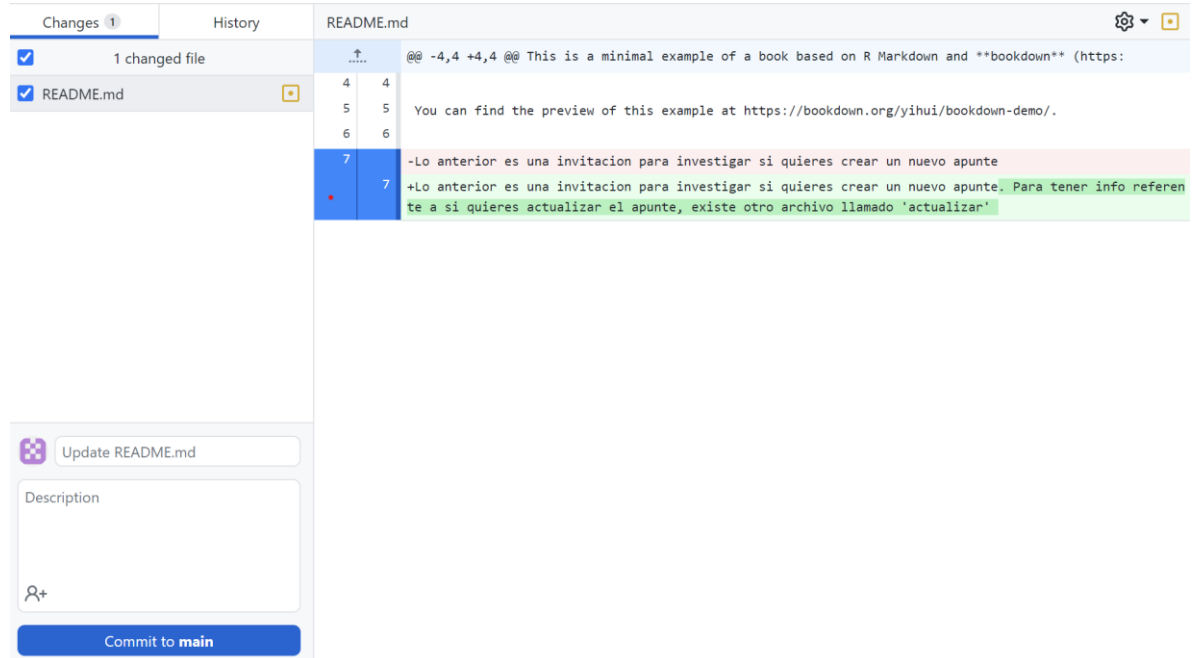 Changes 1
History
1 changed file
README.md
Update README.md
Description
Commit to main
README.md
@@ -4,4 +4,4 @@ This is a minimal example of a book based on R Markdown and **bookdown** (https:
4 4
5 5 You can find the preview of this example at https://bookdown.org/yihui/bookdown-demo/.
6 6
7 -Lo anterior es una invitacion para investigar si quieres crear un nuevo apunte
7 +Lo anterior es una invitacion para investigar si quieres crear un nuevo apunte. Para tener info referen
te a si quieres actualizar el apunte, existe otro archivo llamado 'actualizar'